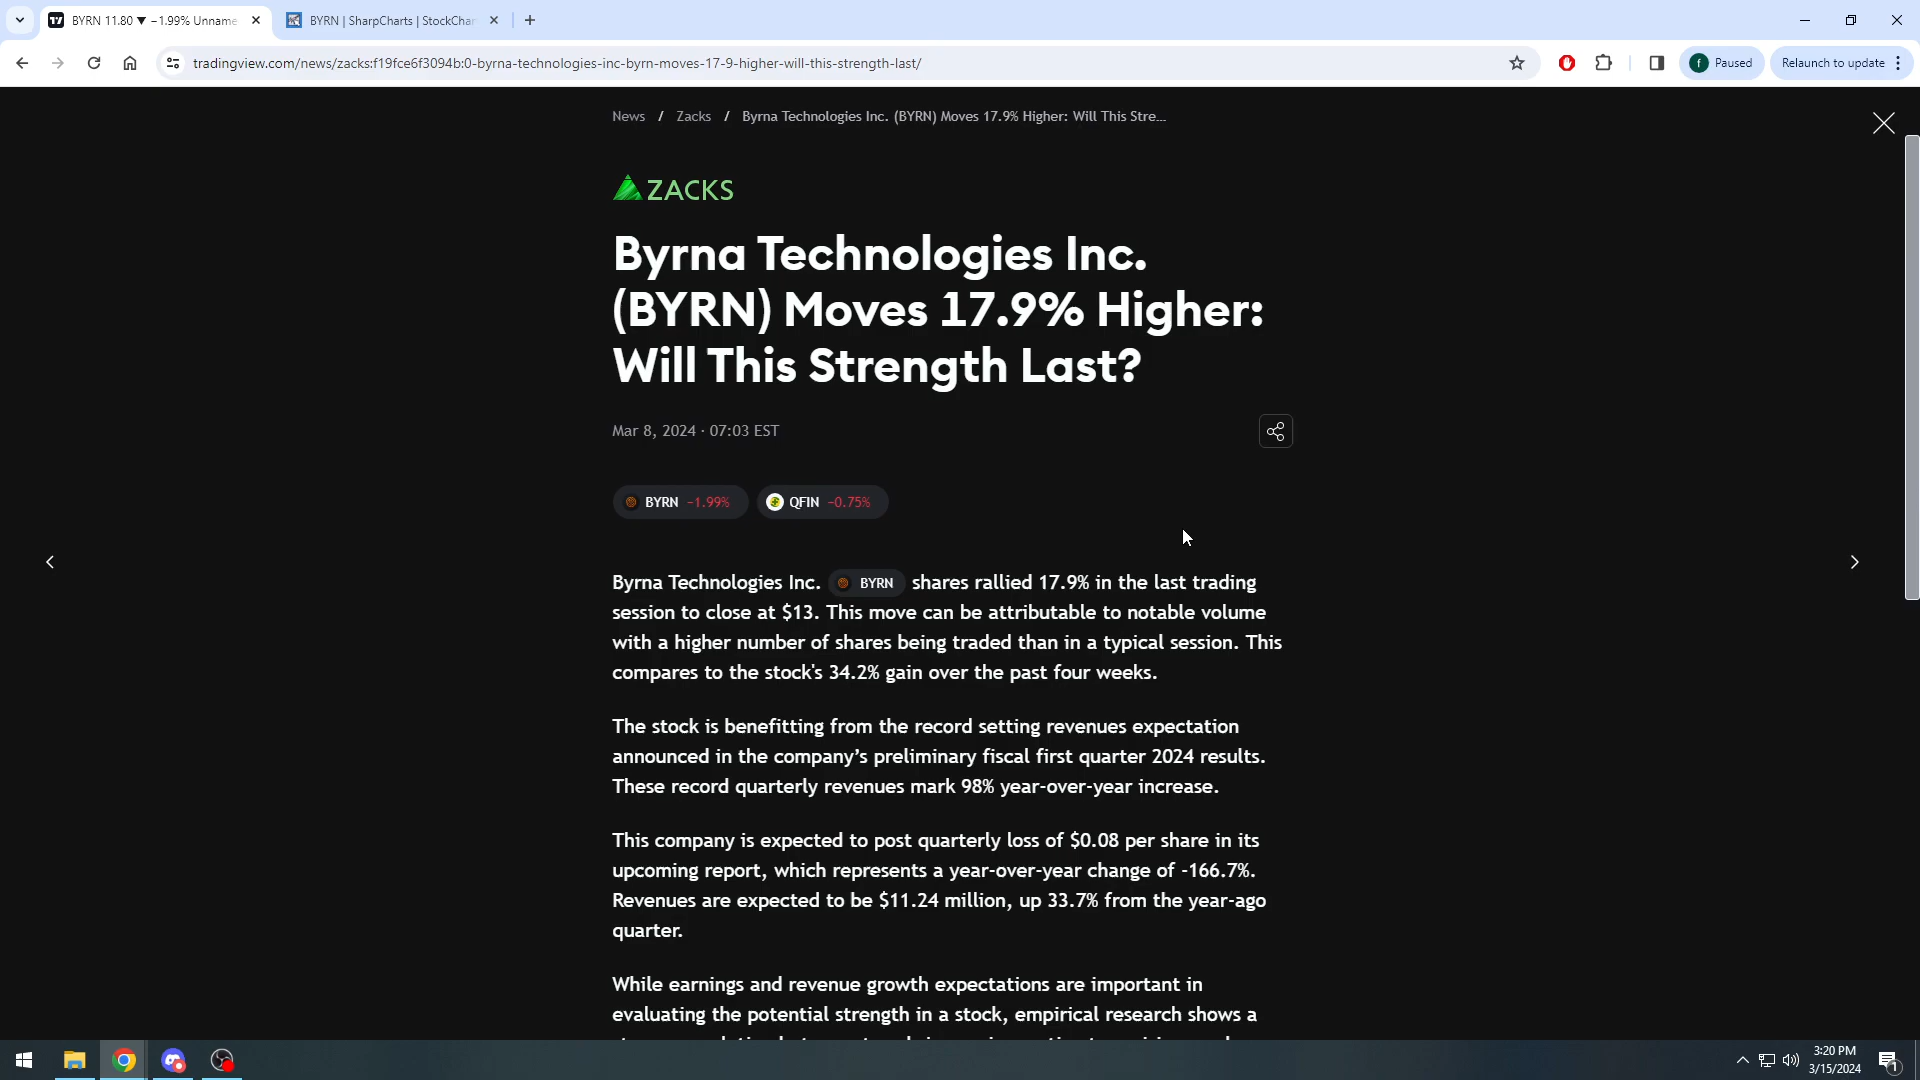 BYRN 11.80 ▼ −1.99% Unname
BYRN | SharpCharts | StockChar
tradingview.com/news/zacks:f19fce6f3094b:0-byrna-technologies-inc-byrn-moves-17-9-higher-will-this-strength-last/
f Paused
Relaunch to update
News / Zacks / Byrna Technologies Inc. (BYRN) Moves 17.9% Higher: Will This Stre...
ZACKS
Byrna Technologies Inc.
(BYRN) Moves 17.9% Higher:
Will This Strength Last?
Mar 8, 2024 · 07:03 EST
BYRN −1.99% QFIN −0.75%
Byrna Technologies Inc. BYRN shares rallied 17.9% in the last trading
session to close at $13. This move can be attributable to notable volume
with a higher number of shares being traded than in a typical session. This
compares to the stock's 34.2% gain over the past four weeks.
The stock is benefitting from the record setting revenues expectation
announced in the company’s preliminary fiscal first quarter 2024 results.
These record quarterly revenues mark 98% year-over-year increase.
This company is expected to post quarterly loss of $0.08 per share in its
upcoming report, which represents a year-over-year change of -166.7%.
Revenues are expected to be $11.24 million, up 33.7% from the year-ago
quarter.
While earnings and revenue growth expectations are important in
evaluating the potential strength in a stock, empirical research shows a
3:20 PM
3/15/2024
1